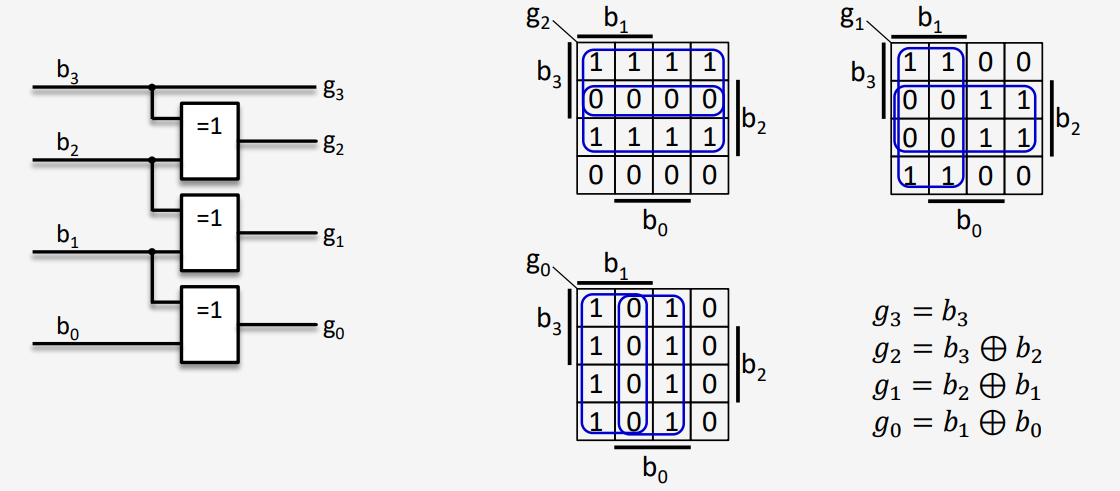 b3
g3
=1
b2
g2
=1
b1
g1
=1
b0
g0
g2
b1
b3
1 1 1 1
0 0 0 0
b2
1 1 1 1
0 0 0 0
b0
g1
b1
b3
1 1 0 0
0 0 1 1
b2
0 0 1 1
1 1 0 0
b0
g0
b1
b3
1 0 1 0
1 0 1 0
b2
1 0 1 0
1 0 1 0
b0
g3 = b3
g2 = b3 ⊕ b2
g1 = b2 ⊕ b1
g0 = b1 ⊕ b0